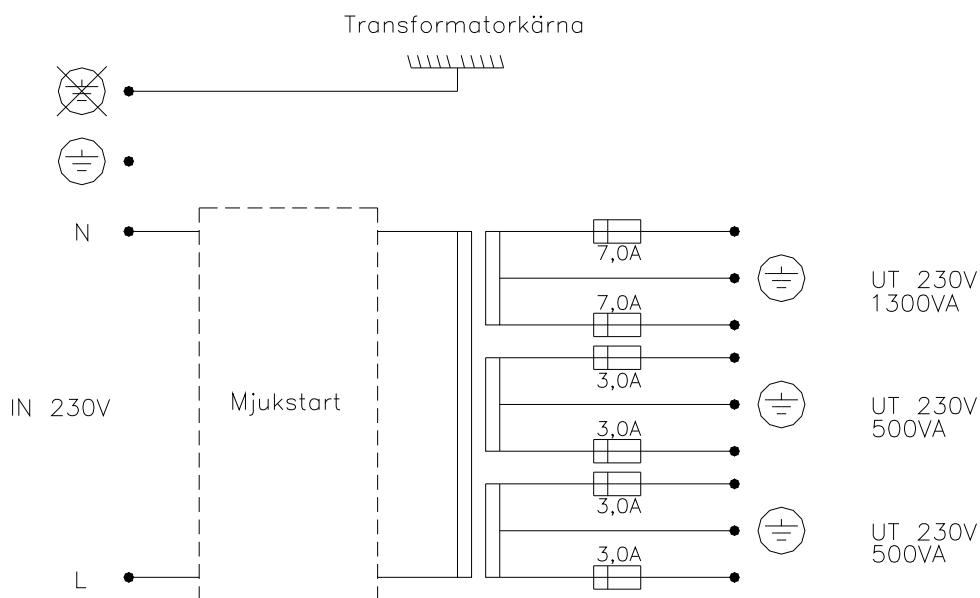 Transformatorkärna
N
7,0A
UT 230V
1300VA
7,0A
3,0A
IN 230V
Mjukstart
UT 230V
500VA
3,0A
3,0A
UT 230V
500VA
3,0A
L